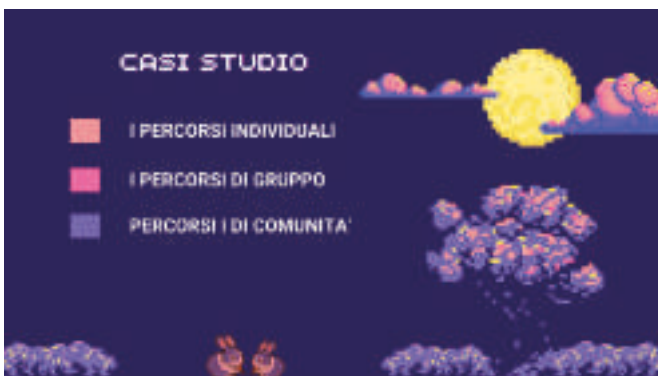 CASI STUDIO
I PERCORSI INDIVIDUALI
I PERCORSI DI GRUPPO
PERCORSI I DI COMUNITA'